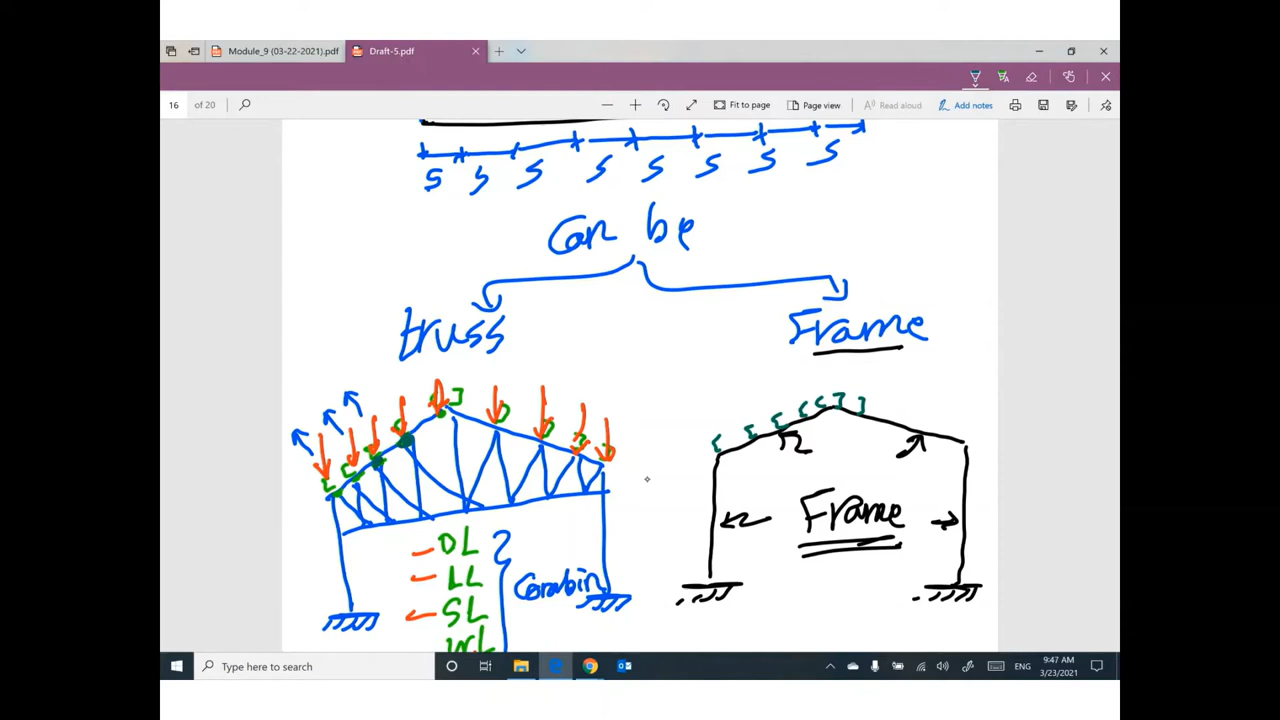 Module_9 (03-22-2021).pdf
Draft-5.pdf
16 of 20
Fit to page
Page view
Read aloud
Add notes
S S S S S S S S
Can be
truss
Frame
DL
LL
SL
WL
Combin
Frame
Type here to search
ENG
9:47 AM
3/23/2021